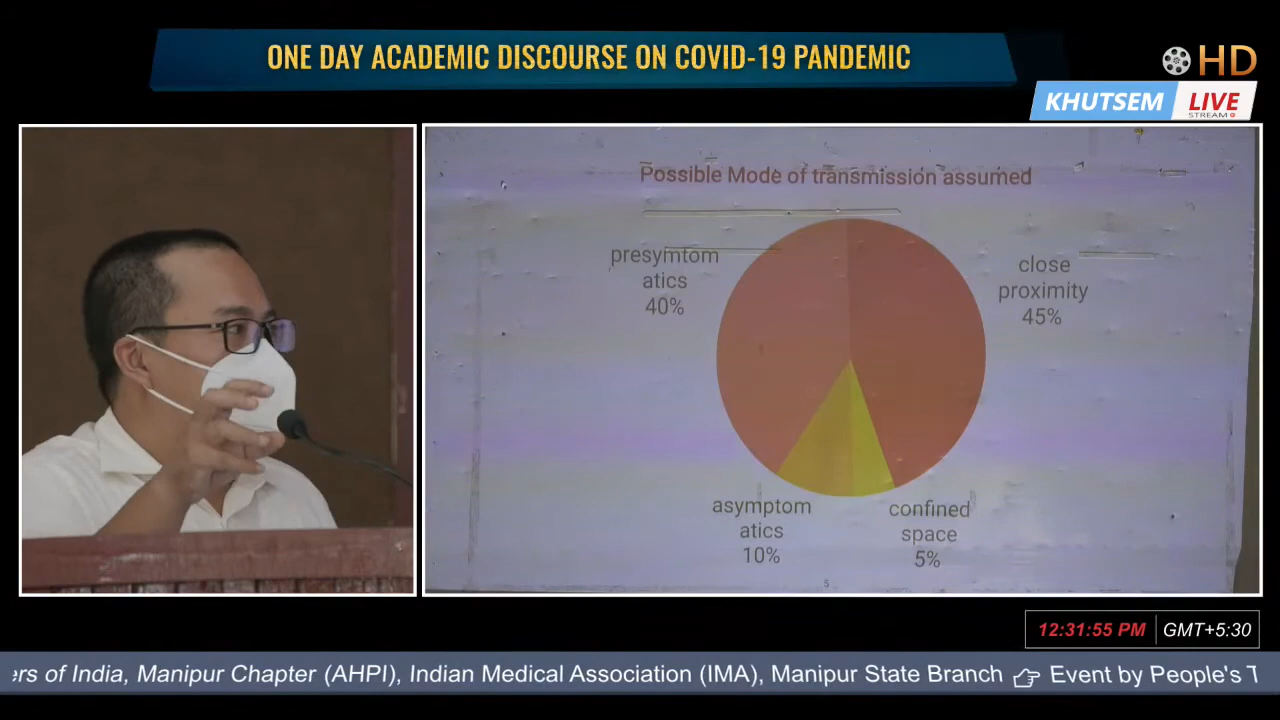 ONE DAY ACADEMIC DISCOURSE ON COVID-19 PANDEMIC
HD
KHUTSEM LIVE
STREAM
Possible Mode of transmission assumed
presymtom
atics
40%
close
proximity
45%
asymptom
atics
10%
confined
space
5%
5
12:31:55 PM GMT+5:30
of India, Manipur Chapter (AHPI), Indian Medical Association (IMA), Manipur State Branch Event by People's